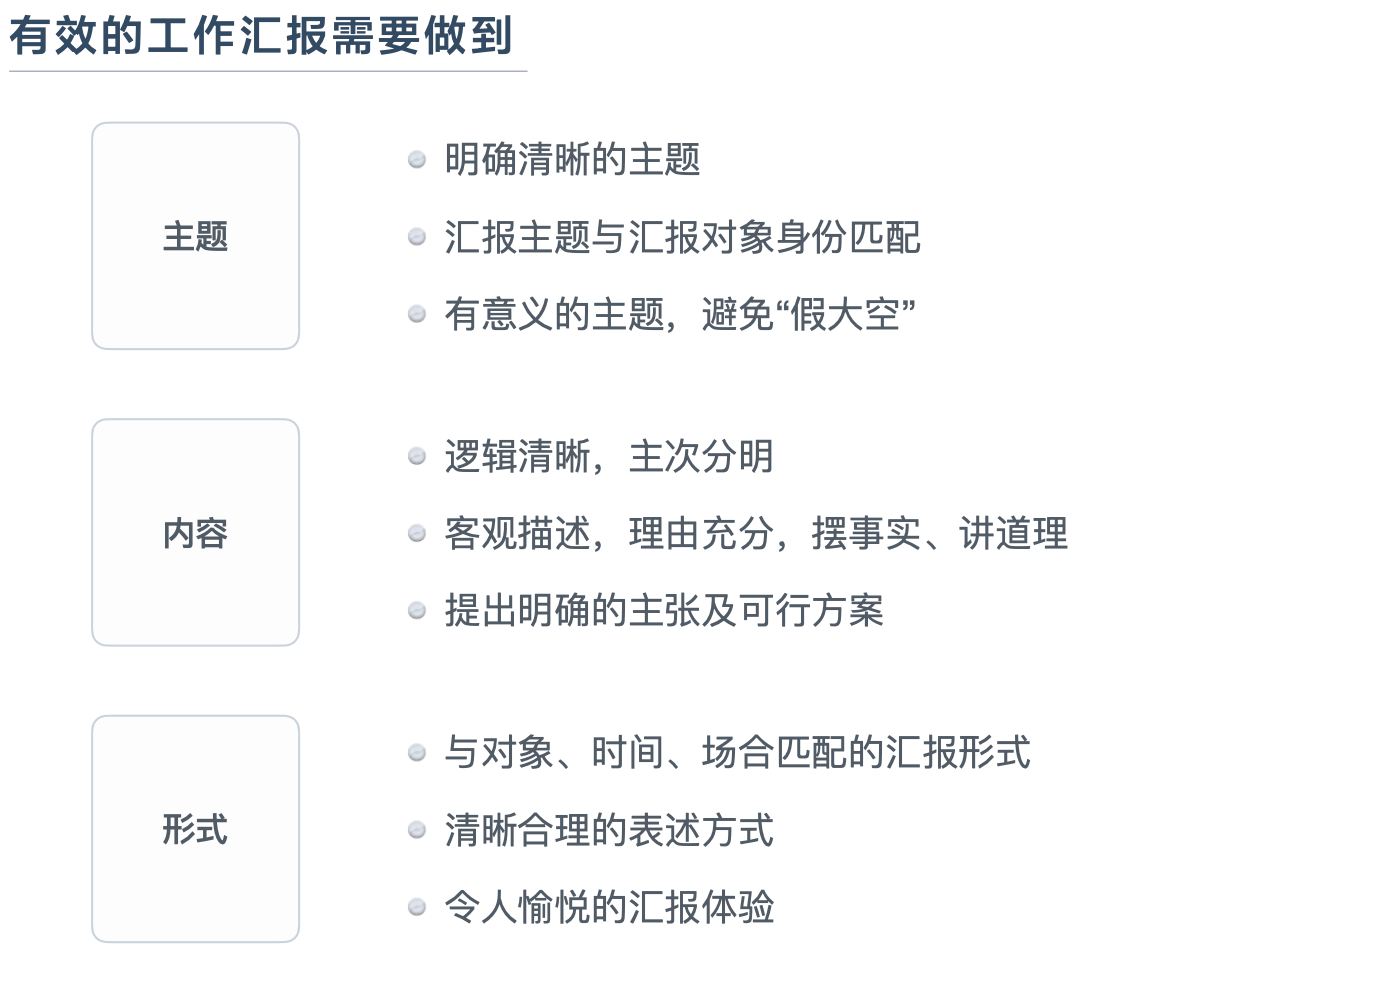 有效的工作汇报需要做到
主题
明确清晰的主题
汇报主题与汇报对象身份匹配
有意义的主题，避免“假大空”
内容
逻辑清晰，主次分明
客观描述，理由充分，摆事实、讲道理
提出明确的主张及可行方案
形式
与对象、时间、场合匹配的汇报形式
清晰合理的表述方式
令人愉悦的汇报体验